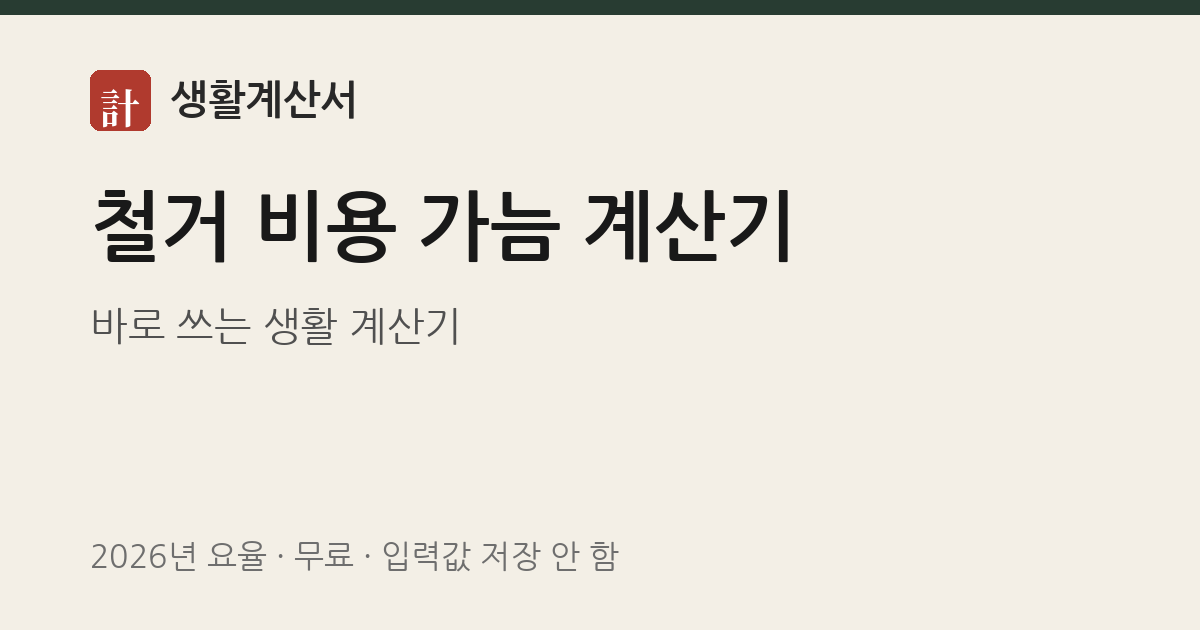 計 생활계산서
철거 비용 가늠 계산기
바로 쓰는 생활 계산기
2026년 요율 · 무료 · 입력값 저장 안 함